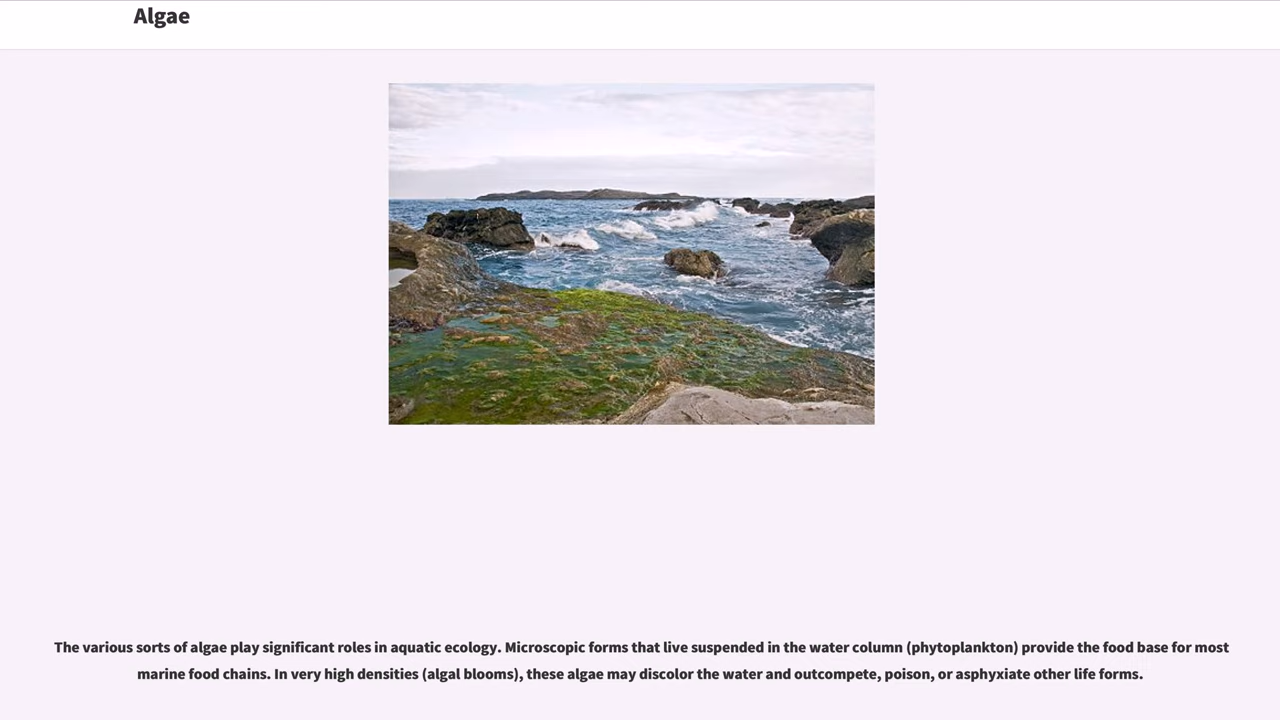 Algae
The various sorts of algae play significant roles in aquatic ecology. Microscopic forms that live suspended in the water column (phytoplankton) provide the food base for most
marine food chains. In very high densities (algal blooms), these algae may discolor the water and outcompete, poison, or asphyxiate other life forms.